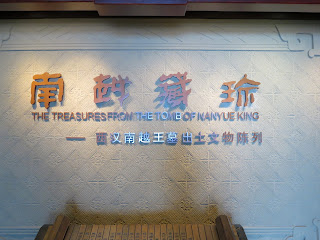 南越藏珍
THE TREASURES FROM THE TOMB OF NANYUE KING
—— 西汉南越王墓出土文物陈列